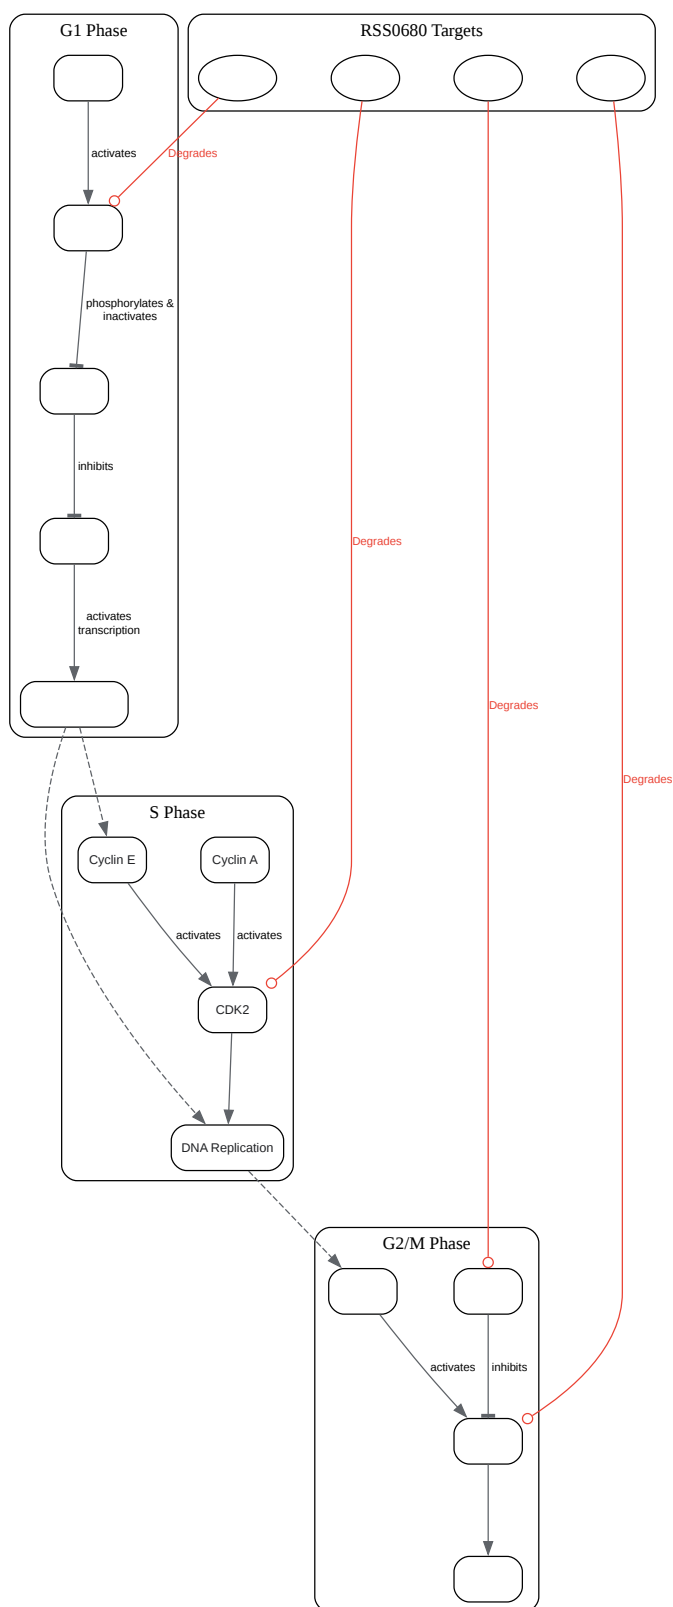 G1 Phase
RSS0680 Targets
activates
Degrades
phosphorylates &
inactivates
inhibits
Degrades
activates
transcription
Degrades
Degrades
S Phase
Cyclin E
Cyclin A
activates
activates
CDK2
DNA Replication
G2/M Phase
activates
inhibits